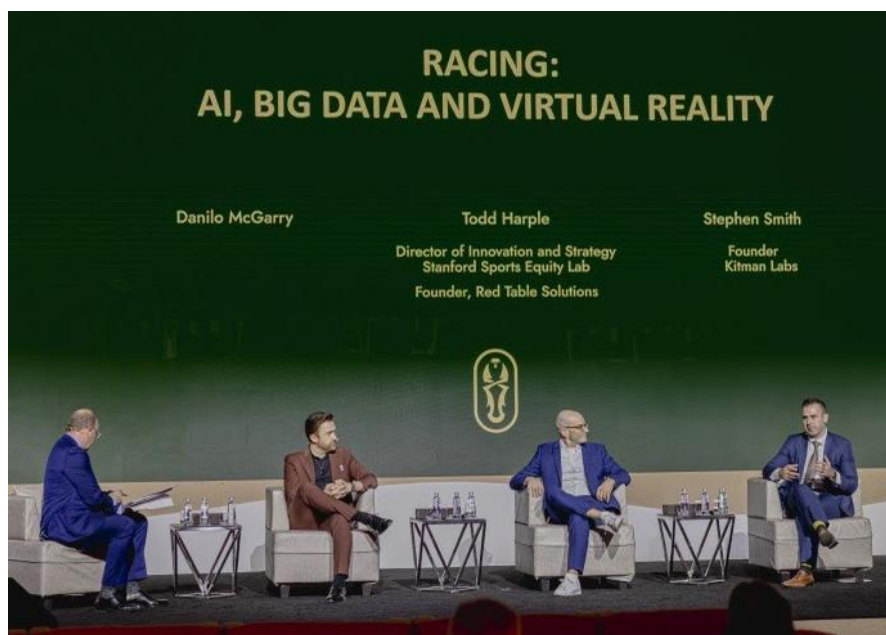 RACING:
AI, BIG DATA AND VIRTUAL REALITY
Danilo McGarry
Todd Harple
Director of Innovation and Strategy
Stanford Sports Equity Lab
Founder, Red Table Solutions
Stephen Smith
Founder
Kitman Labs